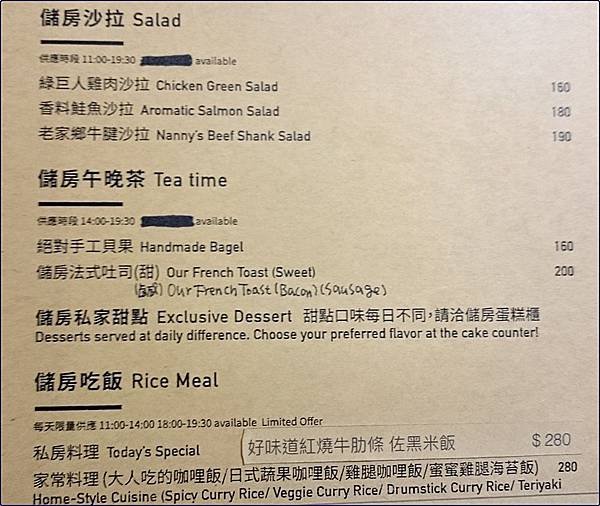 儲房沙拉 Salad
供應時段 11:00-19:30 available
綠巨人雞肉沙拉 Chicken Green Salad 160
香料鮭魚沙拉 Aromatic Salmon Salad 180
老家鄉牛腱沙拉 Nanny's Beef Shank Salad 190
儲房午晚茶 Tea time
供應時段 14:00-19:30 available
絕對手工貝果 Handmade Bagel 160
儲房法式吐司(甜) Our French Toast (Sweet) 200
(鹹) Our French Toast (Bacon) (Sausage)
儲房私家甜點 Exclusive Dessert 甜點口味每日不同,請洽儲房蛋糕櫃
Desserts served at daily difference. Choose your preferred flavor at the cake counter!
儲房吃飯 Rice Meal
每天限量供應 11:00-14:00 18:00-19:30 available Limited Offer
私房料理 Today's Special 好味道紅燒牛肋條 佐黑米飯 $280
家常料理 (大人吃的咖哩飯/日式蔬果咖哩飯/雞腿咖哩飯/蜜蜜雞腿海苔飯) 280
Home-Style Cuisine (Spicy Curry Rice/ Veggie Curry Rice/ Drumstick Curry Rice/ Teriyaki